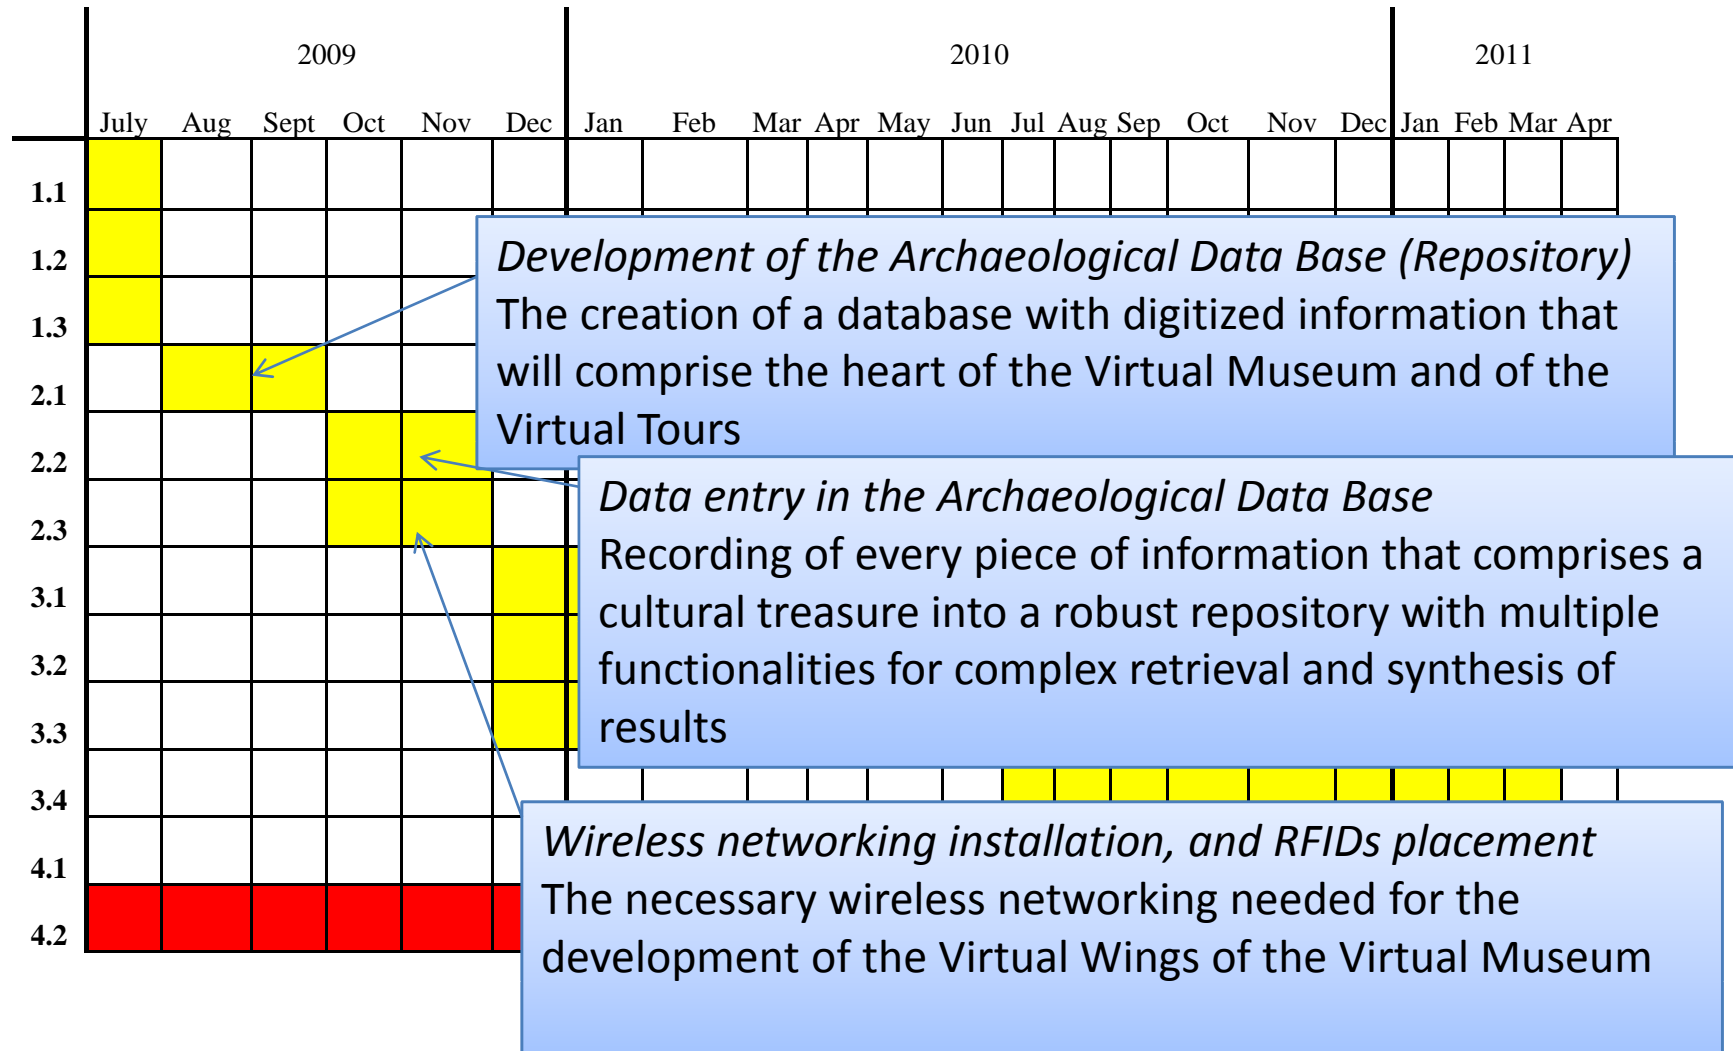 2009 2010 2011
July Aug Sept Oct Nov Dec Jan Feb Mar Apr May Jun Jul Aug Sep Oct Nov Dec Jan Feb Mar Apr
1.1
1.2
1.3
2.1
2.2
2.3
3.1
3.2
3.3
3.4
4.1
4.2
Development of the Archaeological Data Base (Repository)
The creation of a database with digitized information that
will comprise the heart of the Virtual Museum and of the
Virtual Tours
Data entry in the Archaeological Data Base
Recording of every piece of information that comprises a
cultural treasure into a robust repository with multiple
functionalities for complex retrieval and synthesis of
results
Wireless networking installation, and RFIDs placement
The necessary wireless networking needed for the
development of the Virtual Wings of the Virtual Museum